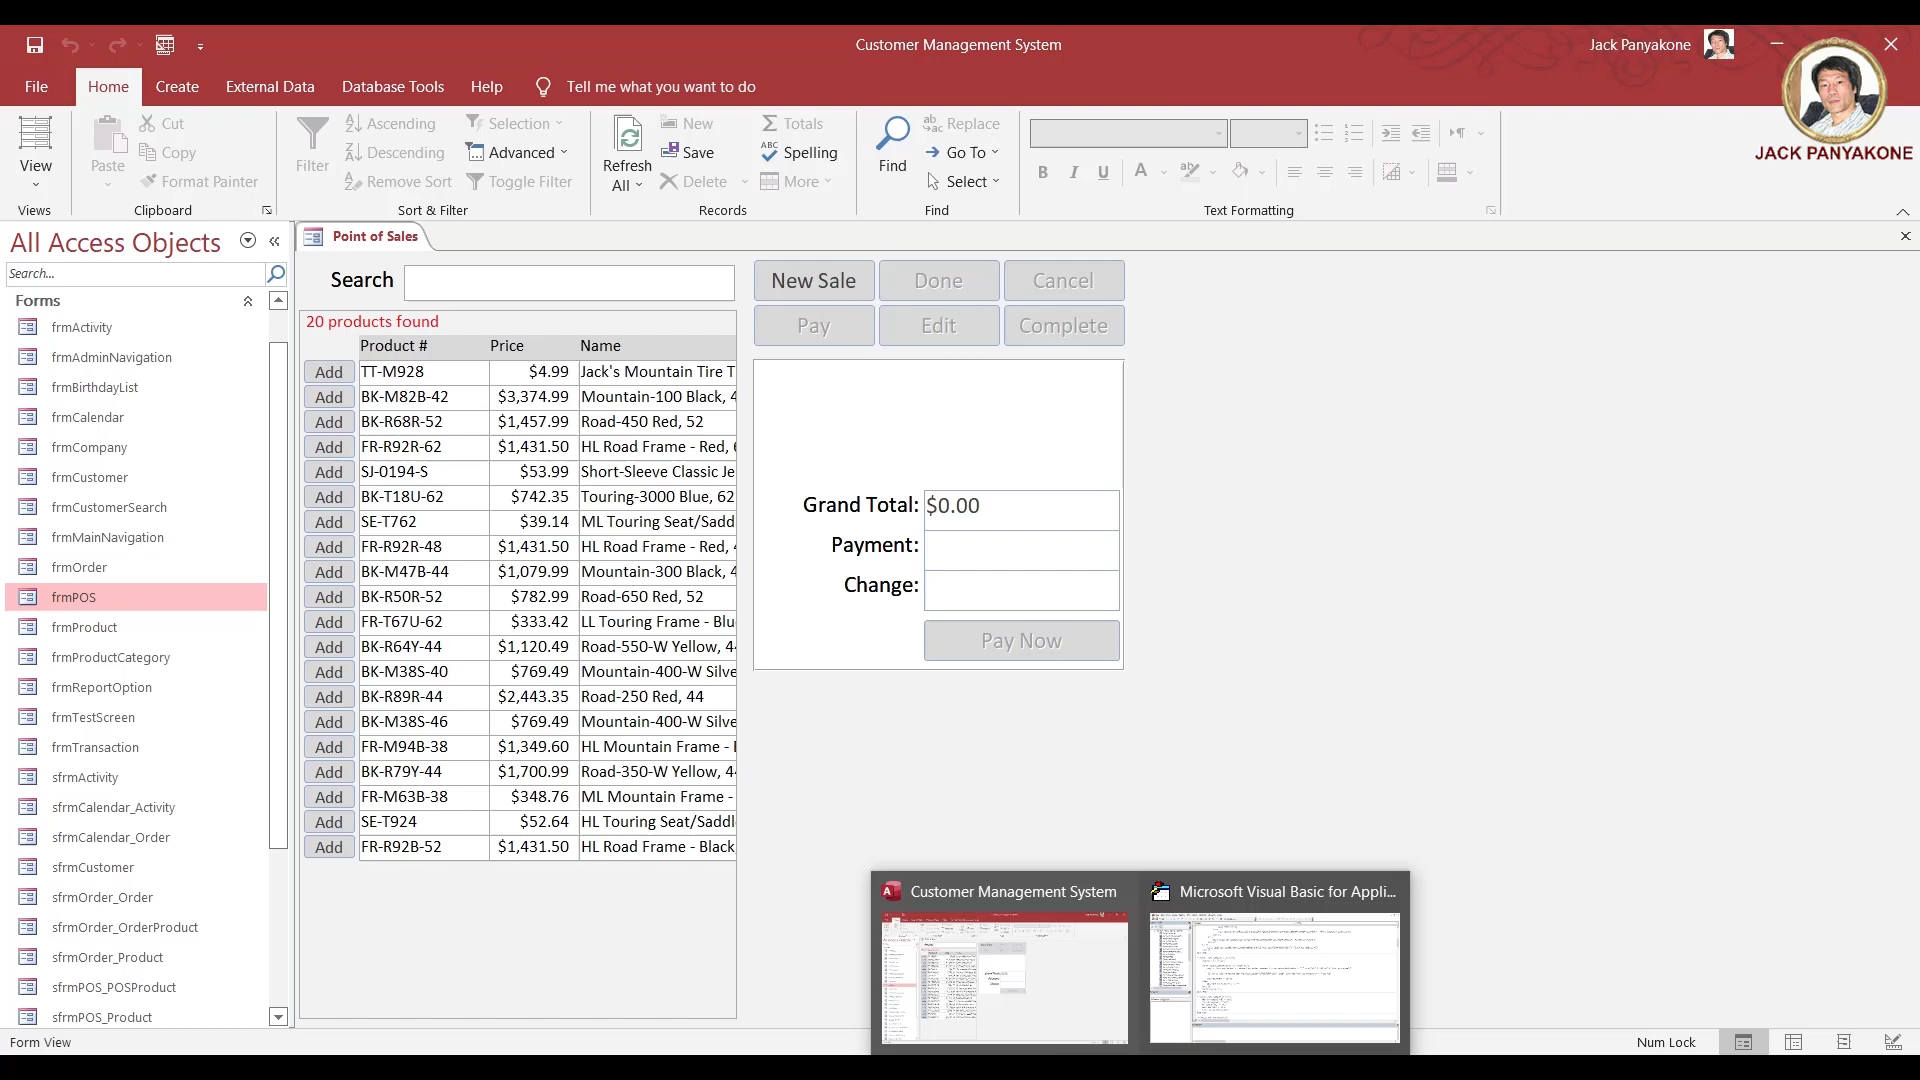 Customer Management System
Jack Panyakone
File Home Create External Data Database Tools Help Tell me what you want to do
JACK PANYAKONE
View
Views
Paste
Cut
Copy
Format Painter
Clipboard
Filter
Ascending
Descending
Remove Sort
Selection
Advanced
Toggle Filter
Sort & Filter
Refresh
All
New
Save
Delete
Totals
Spelling
More
Records
Find
Replace
Go To
Select
Find
B I U A
Text Formatting
All Access Objects
Search...
Forms
frmActivity
frmAdminNavigation
frmBirthdayList
frmCalendar
frmCompany
frmCustomer
frmCustomerSearch
frmMainNavigation
frmOrder
frmPOS
frmProduct
frmProductCategory
frmReportOption
frmTestScreen
frmTransaction
sfrmActivity
sfrmCalendar_Activity
sfrmCalendar_Order
sfrmCustomer
sfrmOrder_Order
sfrmOrder_OrderProduct
sfrmOrder_Product
sfrmPOS_POSProduct
sfrmPOS_Product
Point of Sales
Search
20 products found
Product # Price Name
Add TT-M928 $4.99 Jack's Mountain Tire T
Add BK-M82B-42 $3,374.99 Mountain-100 Black, 4
Add BK-R68R-52 $1,457.99 Road-450 Red, 52
Add FR-R92R-62 $1,431.50 HL Road Frame - Red, 6
Add SJ-0194-S $53.99 Short-Sleeve Classic Je
Add BK-T18U-62 $742.35 Touring-3000 Blue, 62
Add SE-T762 $39.14 ML Touring Seat/Sadd
Add FR-R92R-48 $1,431.50 HL Road Frame - Red, 4
Add BK-M47B-44 $1,079.99 Mountain-300 Black, 4
Add BK-R50R-52 $782.99 Road-650 Red, 52
Add FR-T67U-62 $333.42 LL Touring Frame - Blu
Add BK-R64Y-44 $1,120.49 Road-550-W Yellow, 44
Add BK-M38S-40 $769.49 Mountain-400-W Silve
Add BK-R89R-44 $2,443.35 Road-250 Red, 44
Add BK-M38S-46 $769.49 Mountain-400-W Silve
Add FR-M94B-38 $1,349.60 HL Mountain Frame -
Add BK-R79Y-44 $1,700.99 Road-350-W Yellow, 44
Add FR-M63B-38 $348.76 ML Mountain Frame -
Add SE-T924 $52.64 HL Touring Seat/Saddl
Add FR-R92B-52 $1,431.50 HL Road Frame - Black
New Sale Done Cancel
Pay Edit Complete
Grand Total: $0.00
Payment:
Change:
Pay Now
Customer Management System
Microsoft Visual Basic for Appli...
Form View
Num Lock